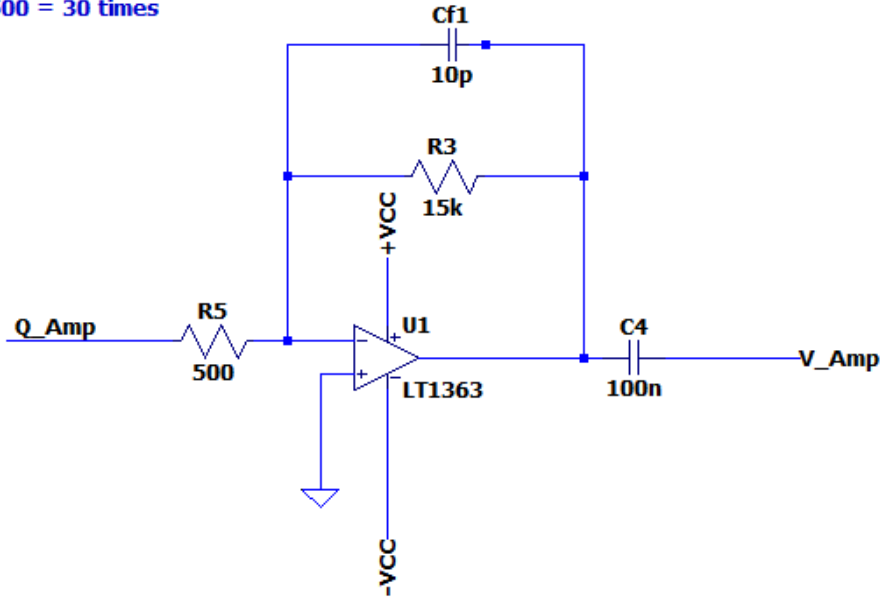 00 = 30 times
Cf1
10p
R3
15k
+VCC
R5
Q_Amp
500
U1
LT1363
C4
100n
V_Amp
-VCC